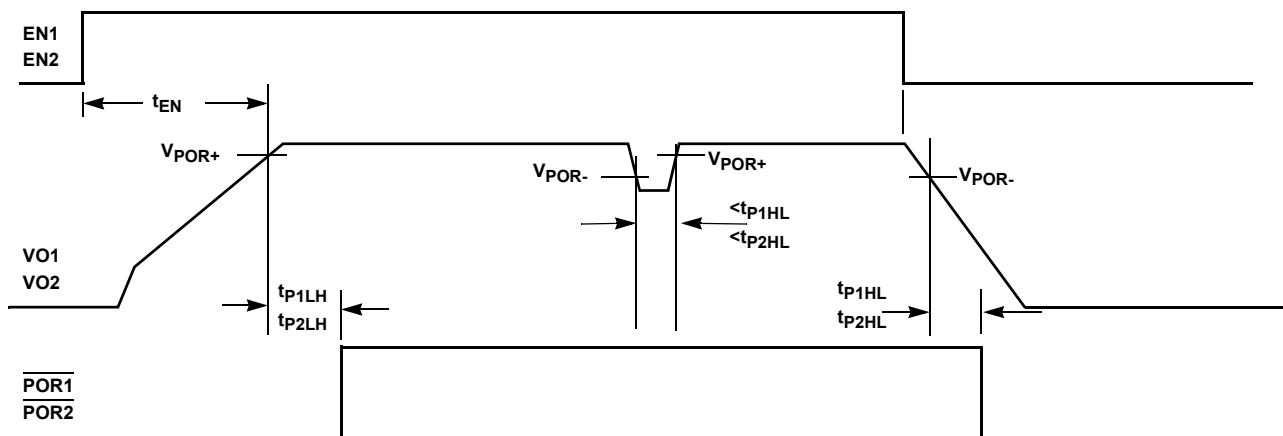 EN1
EN2
tEN
VPOR+
VPOR-
VPOR+
VPOR-
<tP1HL
<tP2HL
VO1
VO2
tP1LH
tP2LH
tP1HL
tP2HL
POR1
POR2